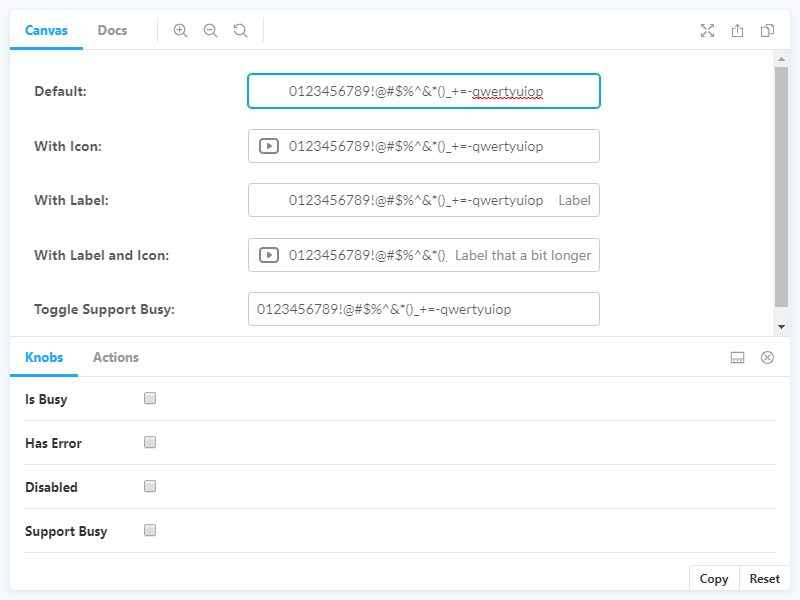 Canvas Docs
Default: 0123456789!@#$%^&*()_+=-qwertyuiop
With Icon: 0123456789!@#$%^&*()_+=-qwertyuiop
With Label: 0123456789!@#$%^&*()_+=-qwertyuiop Label
With Label and Icon: 0123456789!@#$%^&*()_ Label that a bit longer
Toggle Support Busy: 0123456789!@#$%^&*()_+=-qwertyuiop
Knobs Actions
Is Busy
Has Error
Disabled
Support Busy
Copy Reset